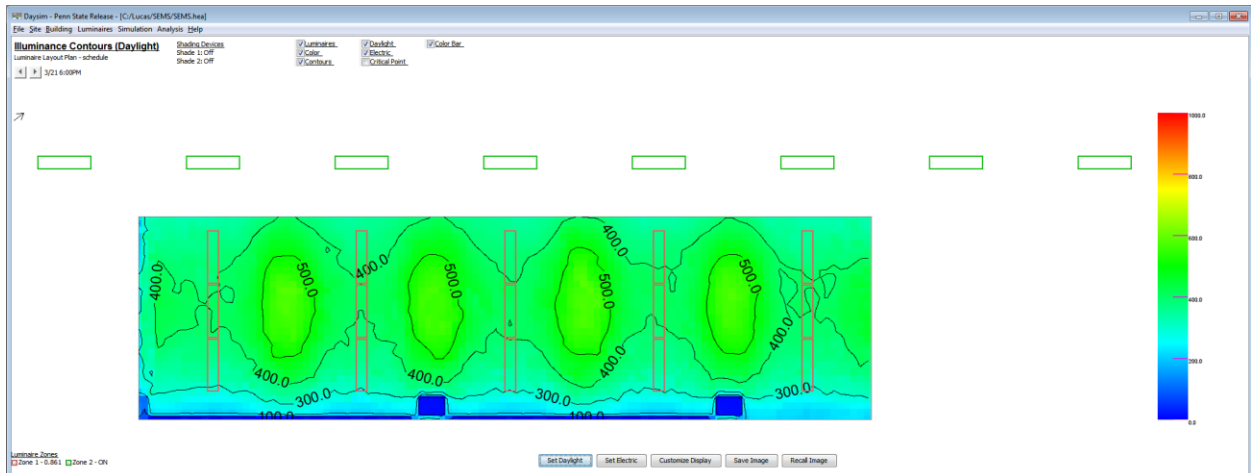 Daysim - Penn State Release - [C:/Lucas/SEMS/SEMS.hea]
File Site Building Luminaires Simulation Analysis Help
Illuminance Contours (Daylight)
Luminaire Layout Plan - schedule
3/21 6:00PM
Shading Devices
Shade 1: Off
Shade 2: Off
Luminaires Daylight Color Bar
Color Electric
Contours Critical Point
1000.0
800.0
600.0
400.0
200.0
0.0
400.0
500.0
400.0
500.0
500.0
400.0
500.0
400.0
400.0
400.0
400.0
300.0
300.0
300.0
100.0
100.0
Luminaire Zones
Zone 1 - 0.861 Zone 2 - ON
Set Daylight Set Electric Customize Display Save Image Recall Image